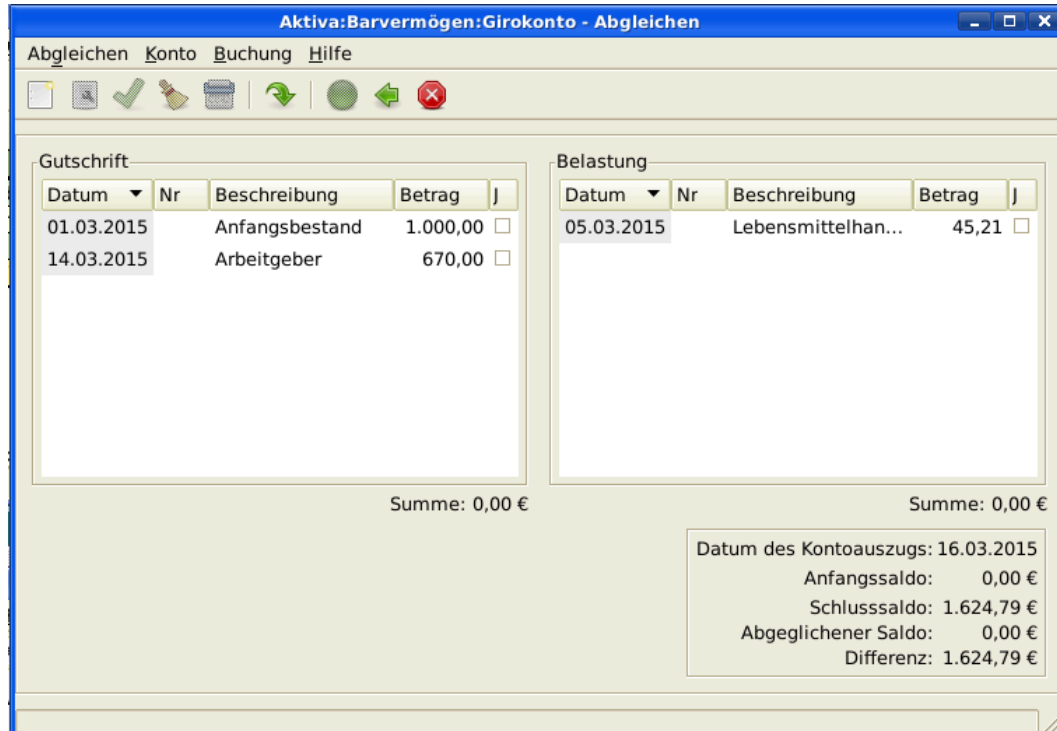 Aktiva:Barvermögen:Girokonto - Abgleichen
Abgleichen Konto Buchung Hilfe
Gutschrift
Datum Nr Beschreibung Betrag J
01.03.2015 Anfangsbestand 1.000,00
14.03.2015 Arbeitgeber 670,00
Summe: 0,00 €
Belastung
Datum Nr Beschreibung Betrag J
05.03.2015 Lebensmittelhan... 45,21
Summe: 0,00 €
Datum des Kontoauszugs: 16.03.2015
Anfangssaldo: 0,00 €
Schlusssaldo: 1.624,79 €
Abgeglichener Saldo: 0,00 €
Differenz: 1.624,79 €